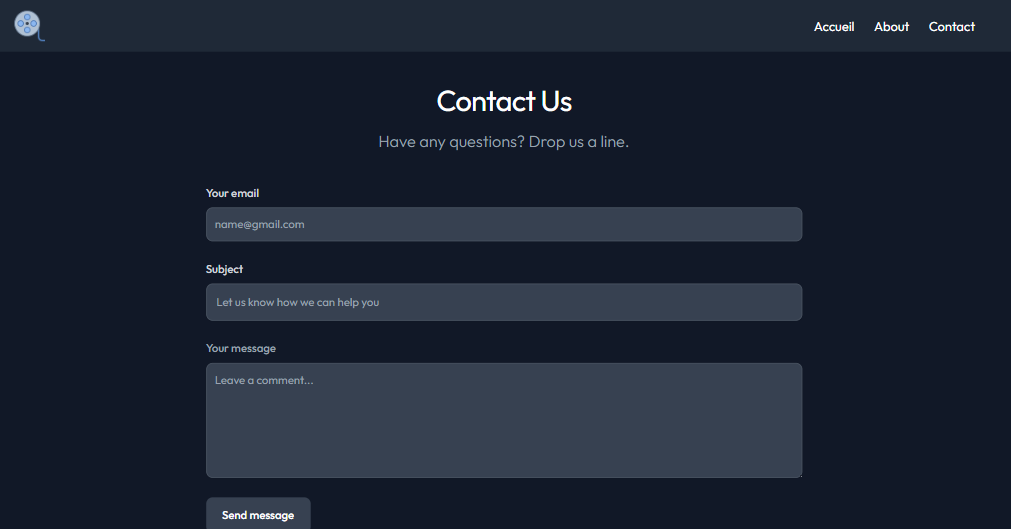 Accueil About Contact
Contact Us
Have any questions? Drop us a line.
Your email
name@gmail.com
Subject
Let us know how we can help you
Your message
Leave a comment...
Send message